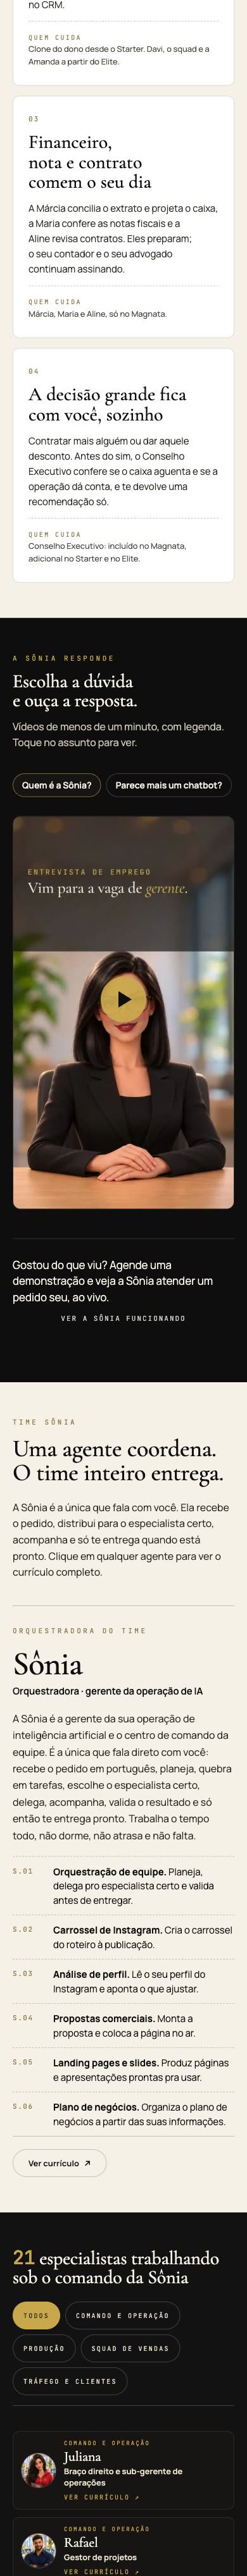 no CRM.
QUEM CUIDA
Clone do dono desde o Starter. Davi, o squad e a
Amanda a partir do Elite.
03
Financeiro,
nota e contrato
comem o seu dia
A Márcia concilia o extrato e projeta o caixa,
a Maria confere as notas fiscais e a
Aline revisa contratos. Eles preparam;
o seu contador e o seu advogado
continuam assinando.
QUEM CUIDA
Márcia, Maria e Aline, só no Magnata.
04
A decisão grande fica
com você, sozinho
Contratar mais alguém ou dar aquele
desconto. Antes do sim, o Conselho
Executivo confere se o caixa aguenta e se a
operação dá conta, e te devolve uma
recomendação só.
QUEM CUIDA
Conselho Executivo: incluído no Magnata,
adicional no Starter e no Elite.
A SÔNIA RESPONDE
Escolha a dúvida
e ouça a resposta.
Vídeos de menos de um minuto, com legenda.
Toque no assunto para ver.
Quem é a Sônia?
Parece mais um chatbot?
ENTREVISTA DE EMPREGO
Vim para a vaga de gerente.
Gostou do que viu? Agende uma
demonstração e veja a Sônia atender um
pedido seu, ao vivo.
VER A SÔNIA FUNCIONANDO
TIME SÔNIA
Uma agente coordena.
O time inteiro entrega.
A Sônia é a única que fala com você. Ela recebe
o pedido, distribui para o especialista certo,
acompanha e só te entrega quando está
pronto. Clique em qualquer agente para ver o
currículo completo.
ORQUESTRADORA DO TIME
Sônia
Orquestradora · gerente da operação de IA
A Sônia é a gerente da sua operação de
inteligência artificial e o centro de comando da
equipe. É a única que fala direto com você:
recebe o pedido em português, planeja, quebra
em tarefas, escolhe o especialista certo,
delega, acompanha, valida o resultado e só
então te entrega pronto. Trabalha o tempo
todo, não dorme, não atrasa e não falta.
S.01
Orquestração de equipe. Planeja,
delega pro especialista certo e valida
antes de entregar.
S.02
Carrossel de Instagram. Cria o carrossel
do roteiro à publicação.
S.03
Análise de perfil. Lê o seu perfil do
Instagram e aponta o que ajustar.
S.04
Propostas comerciais. Monta a
proposta e coloca a página no ar.
S.05
Landing pages e slides. Produz páginas
e apresentações prontas pra usar.
S.06
Plano de negócios. Organiza o plano de
negócios a partir das suas informações.
Ver currículo ↗
21 especialistas trabalhando
sob o comando da Sônia
TODOS
COMANDO E OPERAÇÃO
PRODUÇÃO
SQUAD DE VENDAS
TRÁFEGO E CLIENTES
COMANDO E OPERAÇÃO
Juliana
Braço direito e sub-gerente de
operações
VER CURRÍCULO ↗
COMANDO E OPERAÇÃO
Rafael
Gestor de projetos
VER CURRÍCULO ↗